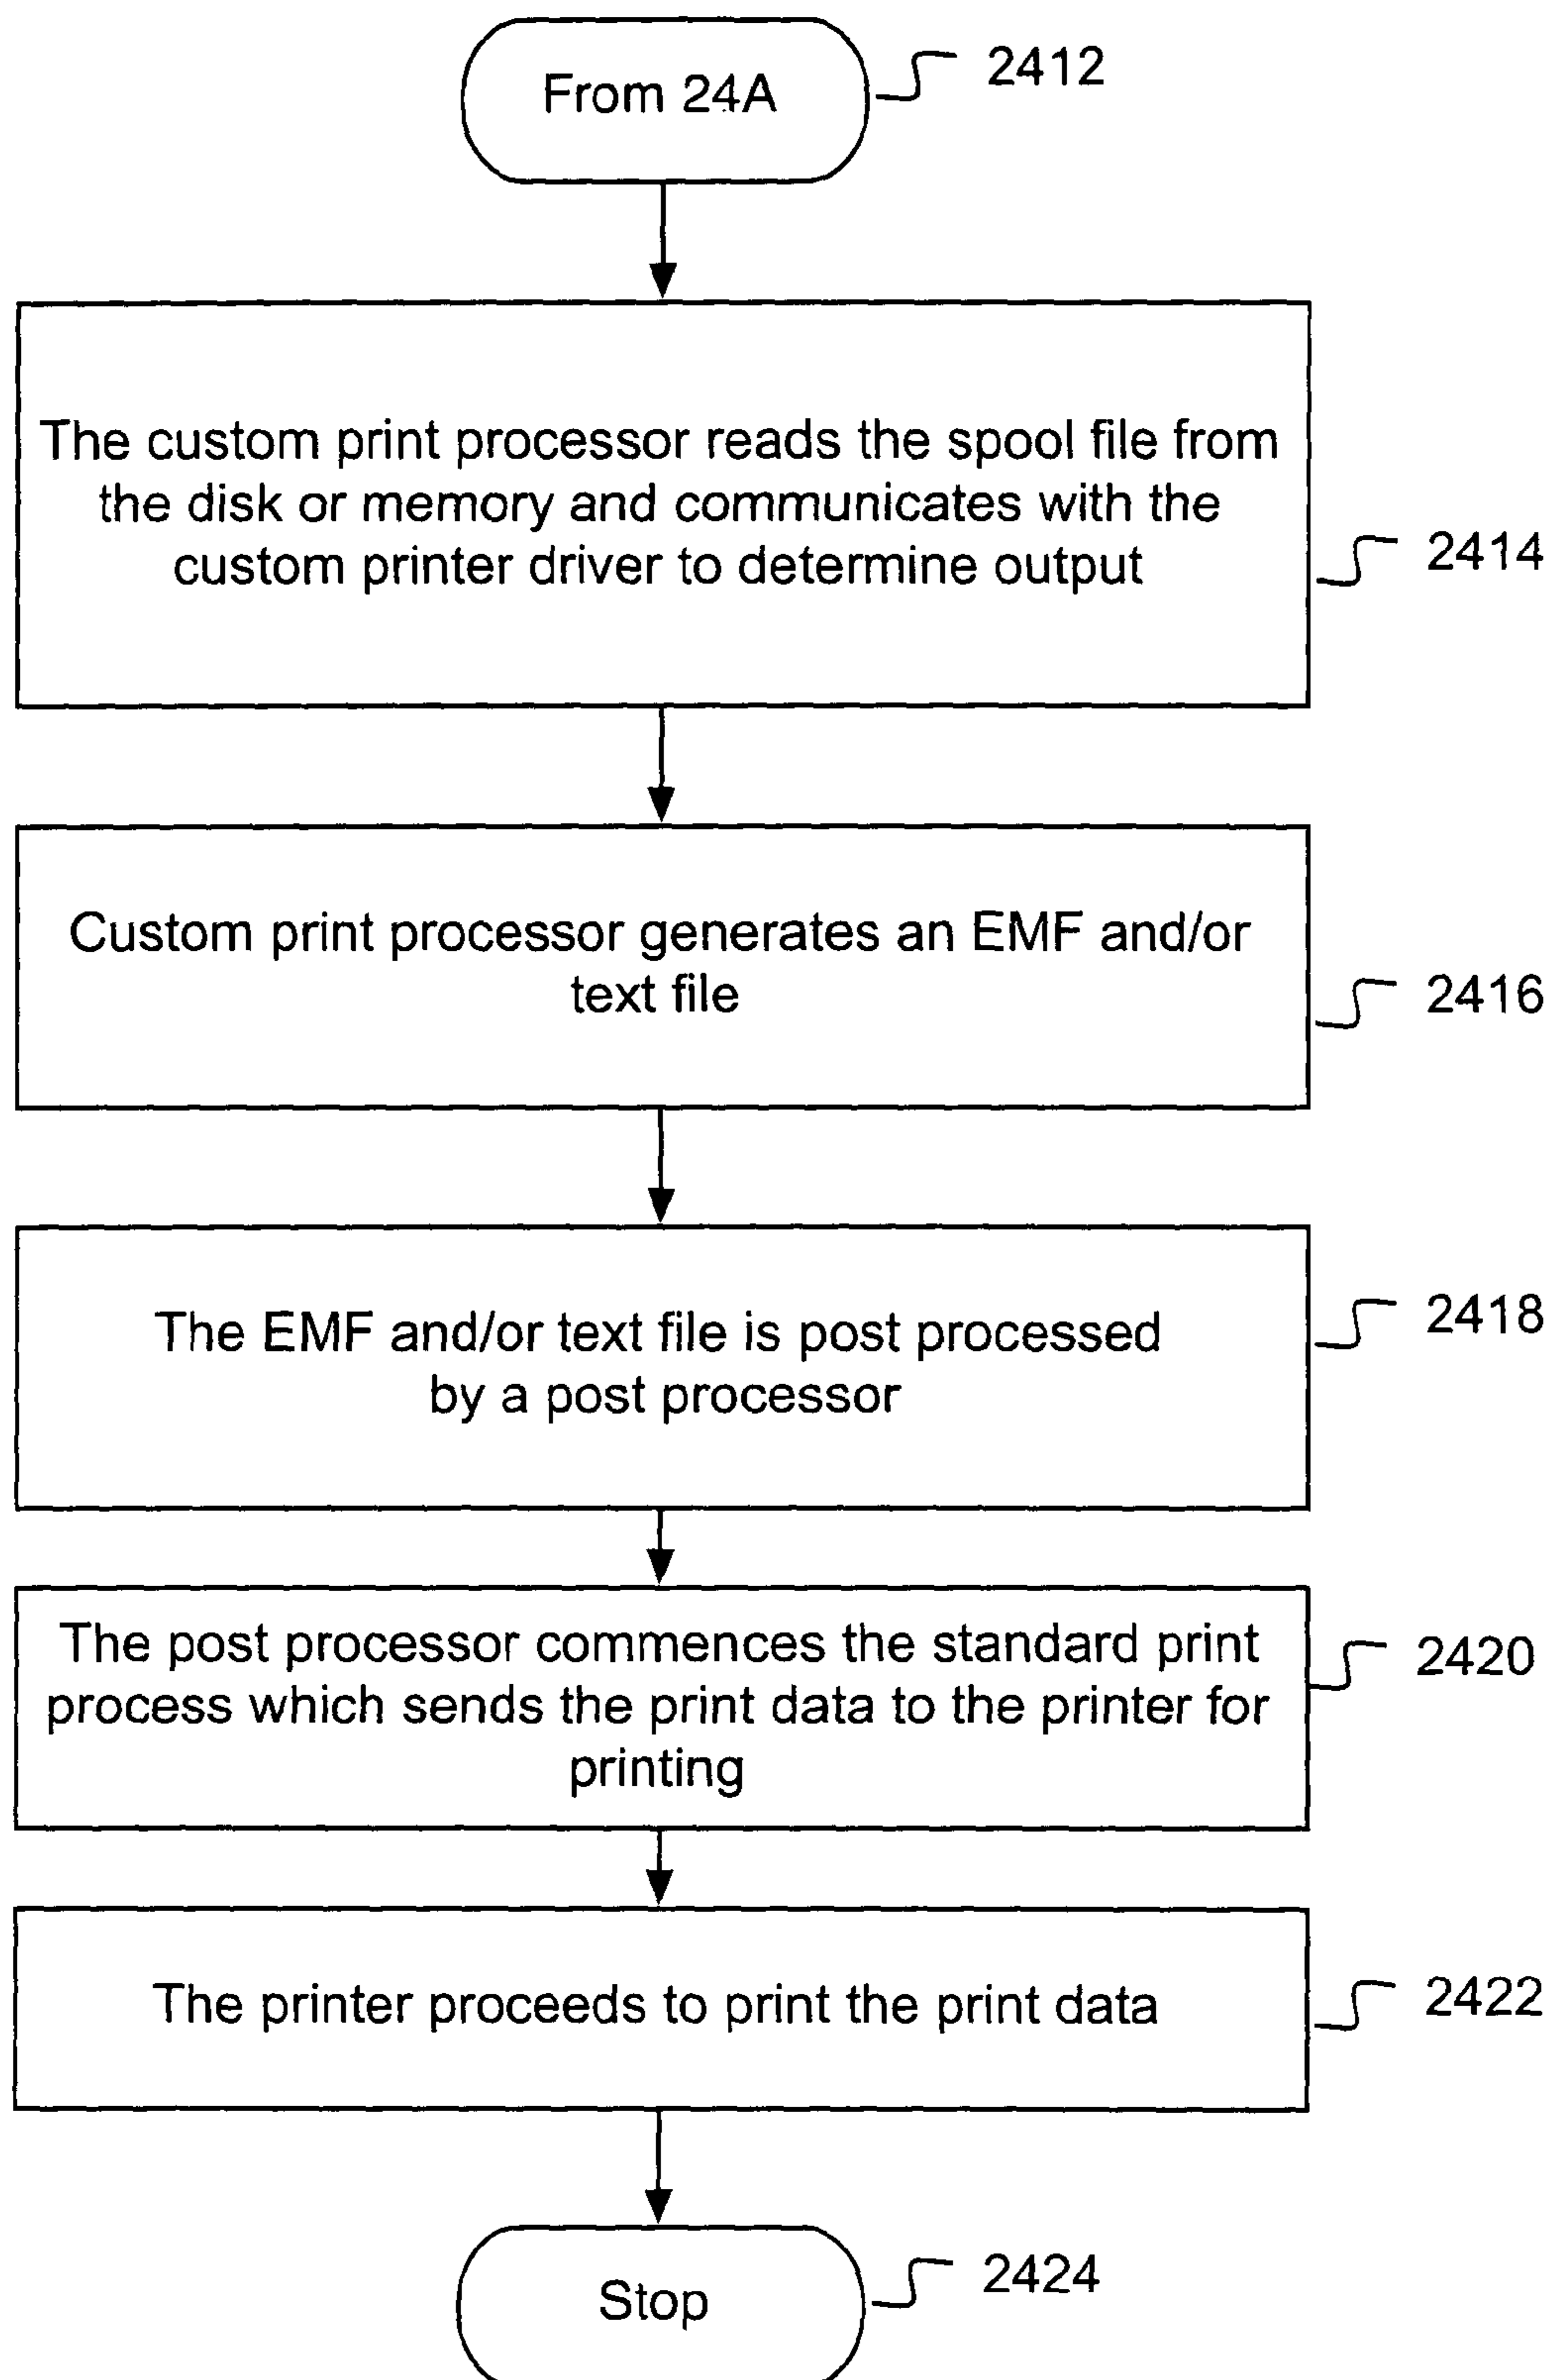 From 24A
2412
The custom print processor reads the spool file from
the disk or memory and communicates with the
custom printer driver to determine output
2414
Custom print processor generates an EMF and/or
text file
2416
The EMF and/or text file is post processed
by a post processor
2418
The post processor commences the standard print
process which sends the print data to the printer for
printing
2420
The printer proceeds to print the print data
2422
Stop
2424